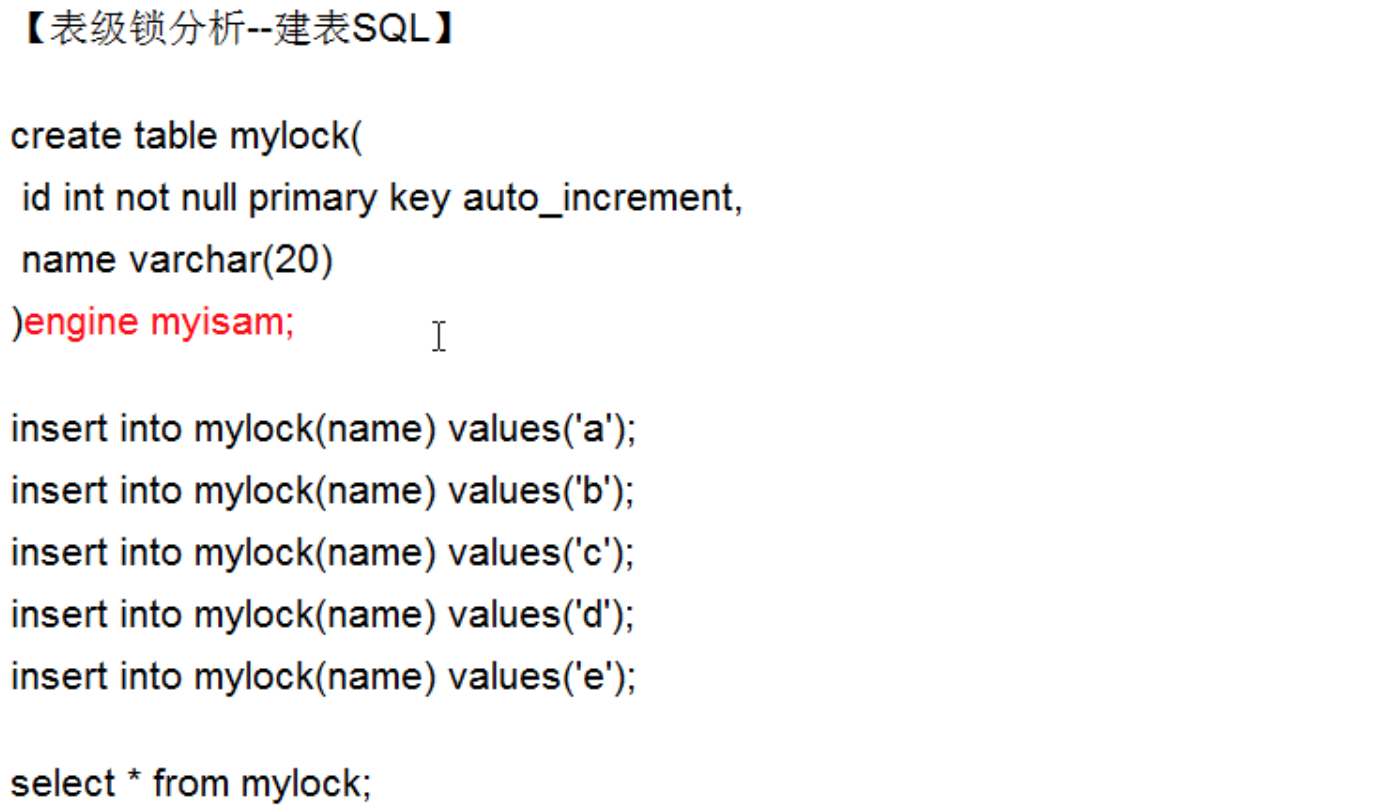 【表级锁分析--建表SQL】
create table mylock(
id int not null primary key auto_increment,
name varchar(20)
)engine myisam;
insert into mylock(name) values('a');
insert into mylock(name) values('b');
insert into mylock(name) values('c');
insert into mylock(name) values('d');
insert into mylock(name) values('e');
select * from mylock;